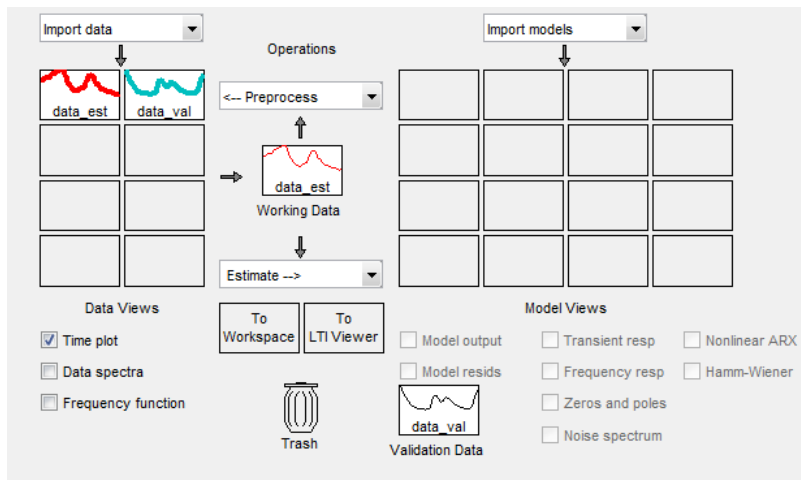 Import data
Import models
Operations
data_est
data_val
<-- Preprocess
data_est
Working Data
Estimate -->
Data Views
To
Workspace
To
LTI Viewer
Model Views
Time plot
Data spectra
Frequency function
Model output
Transient resp
Nonlinear ARX
Model resids
Frequency resp
Hamm-Wiener
Zeros and poles
Noise spectrum
Trash
data_val
Validation Data